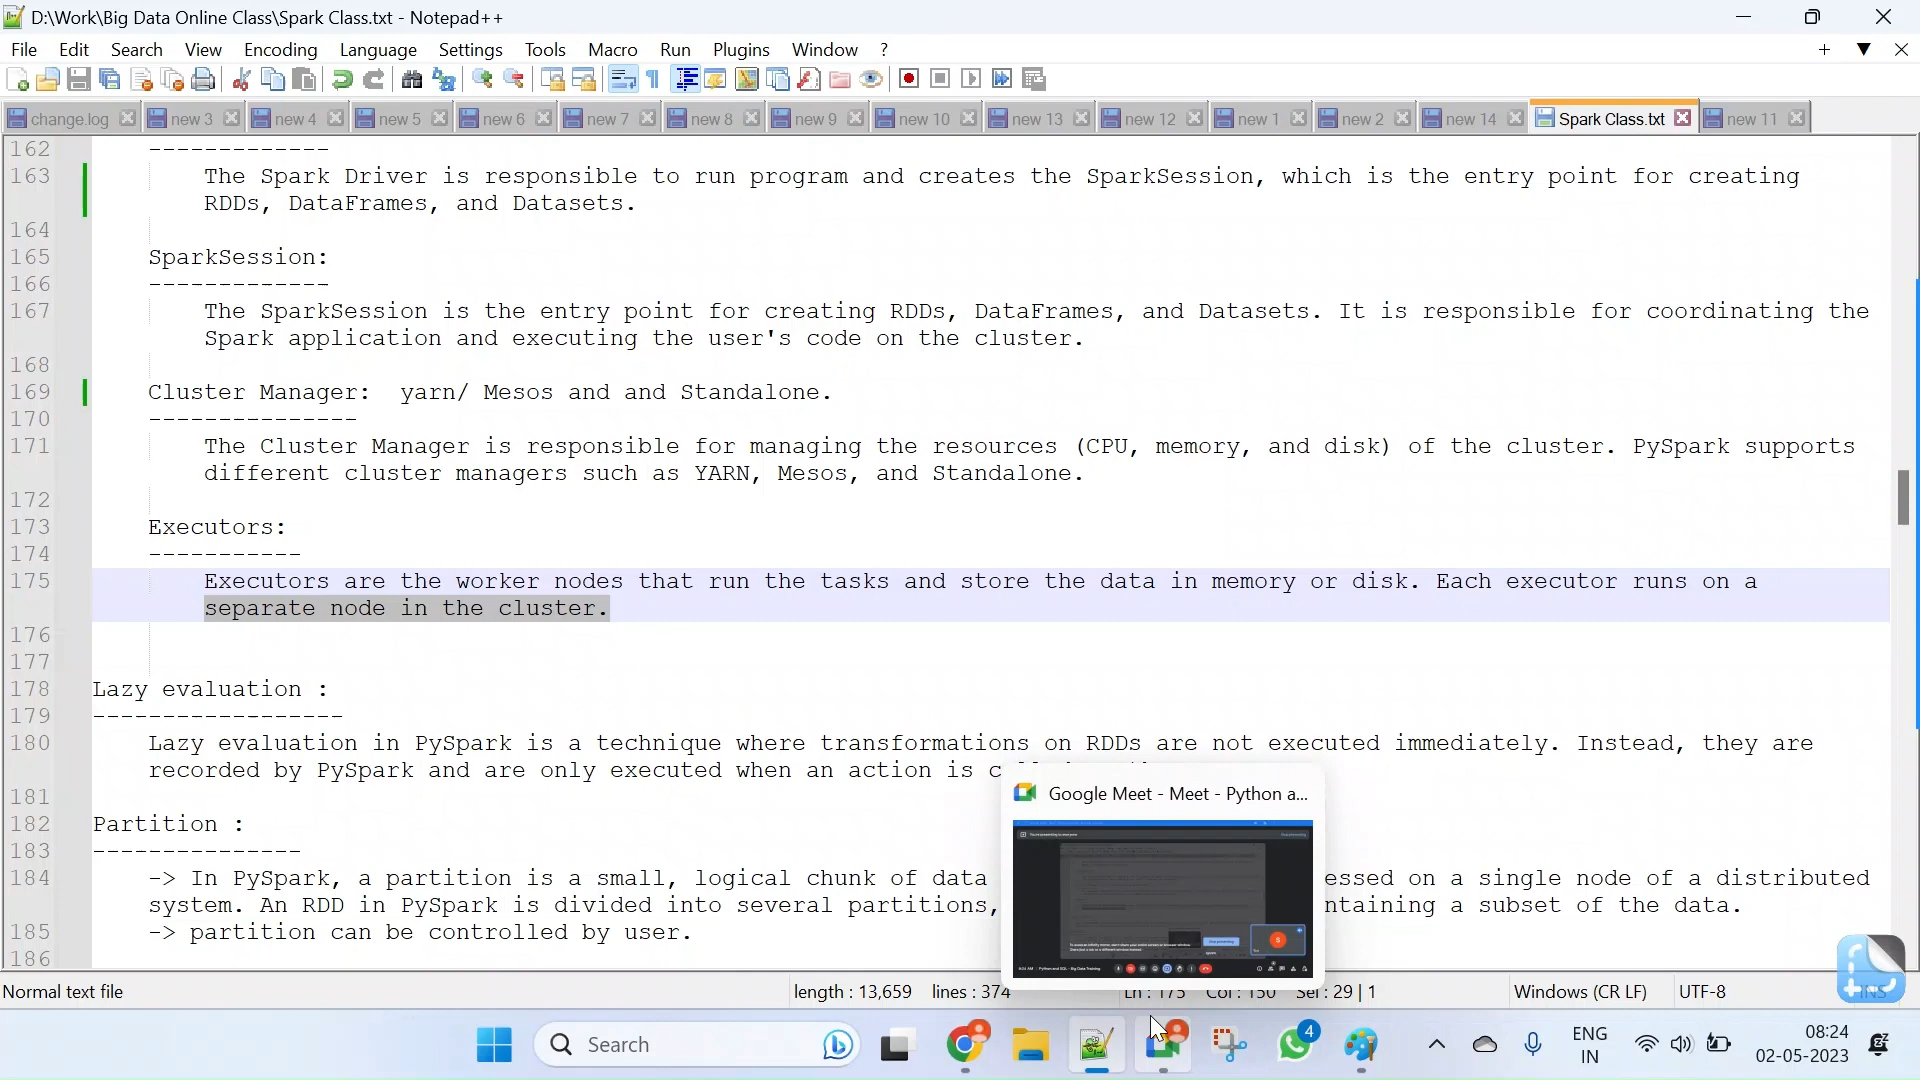 D:\Work\Big Data Online Class\Spark Class.txt - Notepad++
File Edit Search View Encoding Language Settings Tools Macro Run Plugins Window ?
change.log new 3 new 4 new 5 new 6 new 7 new 8 new 9 new 10 new 13 new 12 new 1 new 2 new 14 Spark Class.txt new 11
162 -------------
163 The Spark Driver is responsible to run program and creates the SparkSession, which is the entry point for creating
RDDs, DataFrames, and Datasets.
164
165 SparkSession:
166 -------------
167 The SparkSession is the entry point for creating RDDs, DataFrames, and Datasets. It is responsible for coordinating the
Spark application and executing the user's code on the cluster.
168
169 Cluster Manager:  yarn/ Mesos and and Standalone.
170 ---------------
171 The Cluster Manager is responsible for managing the resources (CPU, memory, and disk) of the cluster. PySpark supports
different cluster managers such as YARN, Mesos, and Standalone.
172
173 Executors:
174 -----------
175 Executors are the worker nodes that run the tasks and store the data in memory or disk. Each executor runs on a
separate node in the cluster.
176
177
178 Lazy evaluation :
179 ------------------
180 Lazy evaluation in PySpark is a technique where transformations on RDDs are not executed immediately. Instead, they are
recorded by PySpark and are only executed when an action is
181
182 Partition :
183 ---------------
184 -> In PySpark, a partition is a small, logical chunk of data essed on a single node of a distributed
system. An RDD in PySpark is divided into several partitions, ntaining a subset of the data.
185 -> partition can be controlled by user.
186
Google Meet - Meet - Python a...
Normal text file length : 13,659 lines : 374 Ln : 175 Col : 150 Sel : 29 | 1 Windows (CR LF) UTF-8 INS
Search 4 ENG
IN
08:24
02-05-2023